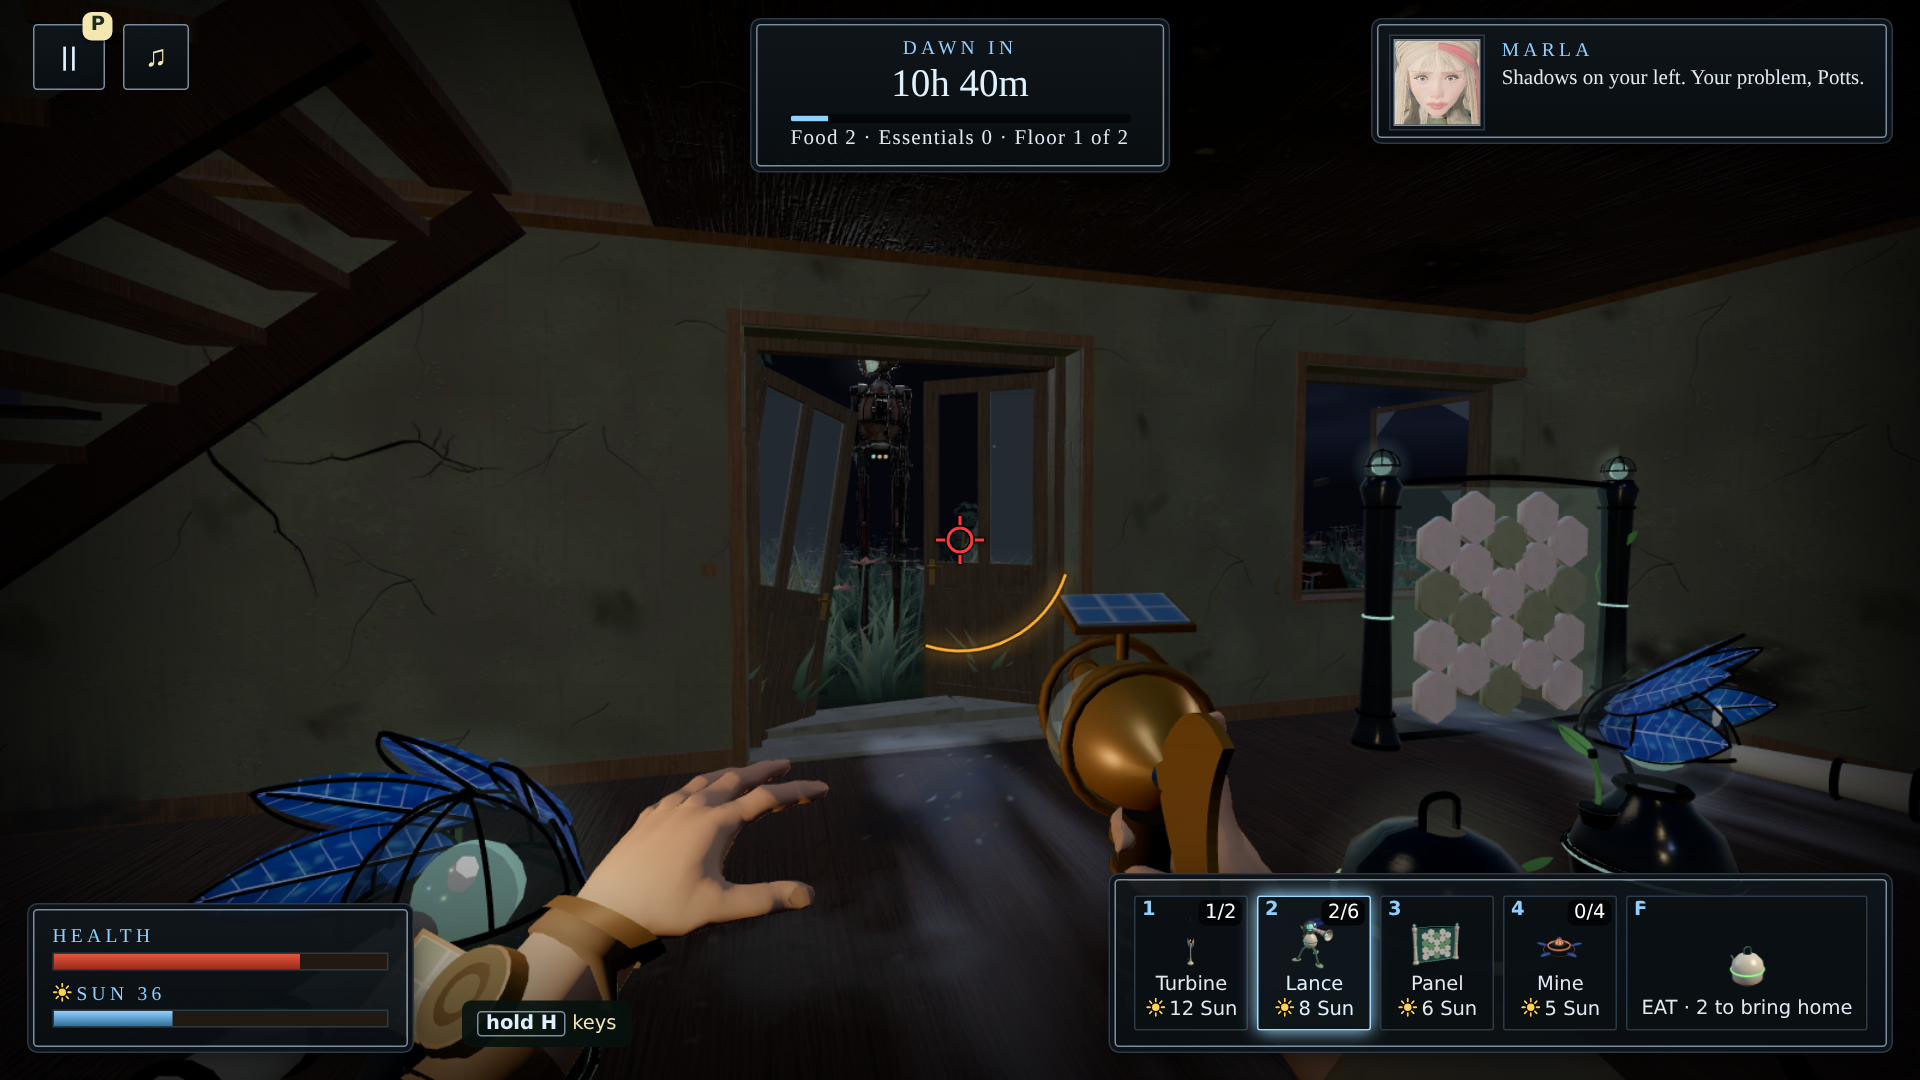 P
DAWN IN
10h 40m
Food 2 · Essentials 0 · Floor 1 of 2
MARLA
Shadows on your left. Your problem, Potts.
HEALTH
SUN 36
hold H keys
1 1/2
Turbine
12 Sun
2 2/6
Lance
8 Sun
3
Panel
6 Sun
4 0/4
Mine
5 Sun
F
EAT · 2 to bring home